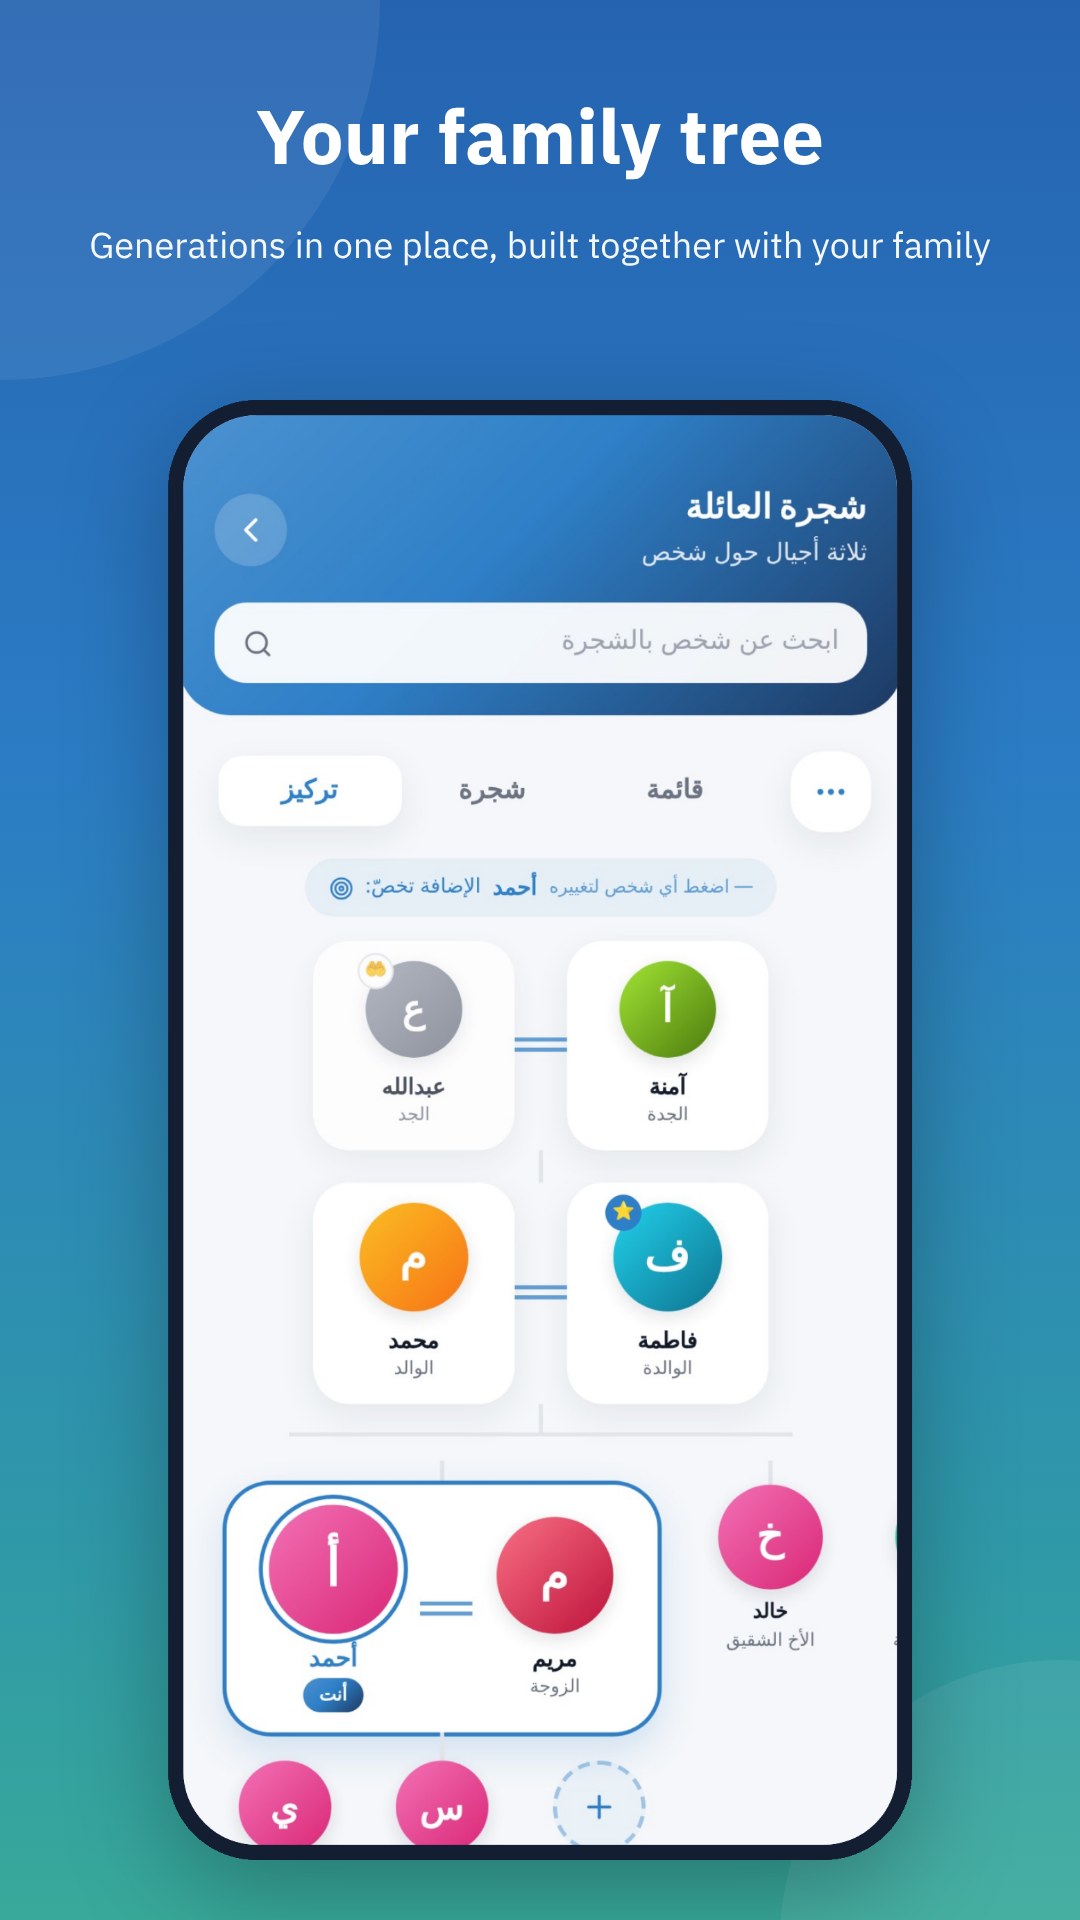 Your family tree
Generations in one place, built together with your family
شجرة العائلة
ثلاثة أجيال حول شخص
ابحث عن شخص بالشجرة
قائمة
شجرة
تركيز
الإضافة تخصّ: أحمد — اضغط أي شخص لتغييره
آ
ع
آمنة
عبدالله
الجدة
الجد
ف
م
فاطمة
محمد
الوالدة
الوالد
خ
م
أ
خالد
الأخ الشقيق
مريم
أحمد
الزوجة
أنت
س
ي